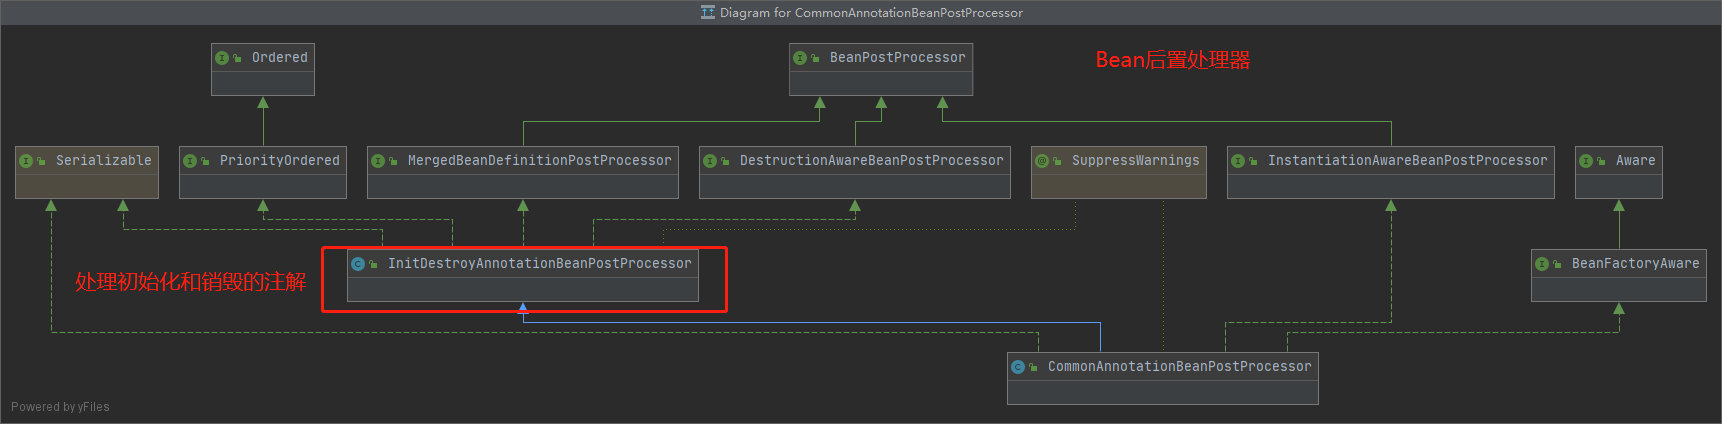 Diagram for CommonAnnotationBeanPostProcessor
Ordered
BeanPostProcessor
Bean后置处理器
Serializable
PriorityOrdered
MergedBeanDefinitionPostProcessor
DestructionAwareBeanPostProcessor
SuppressWarnings
InstantiationAwareBeanPostProcessor
Aware
处理初始化和销毁的注解
InitDestroyAnnotationBeanPostProcessor
BeanFactoryAware
CommonAnnotationBeanPostProcessor
Powered by yFiles